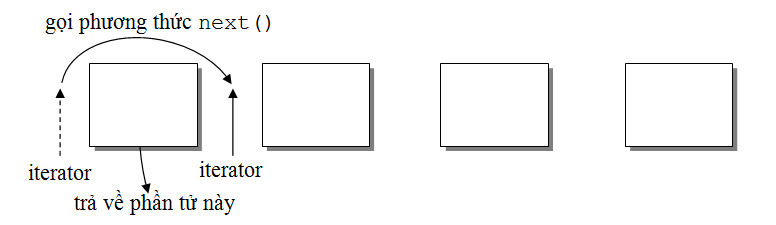 gọi phương thức next()
iterator
iterator
trả về phần tử này